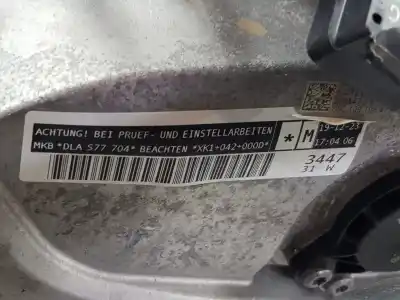 ACHTUNG! BEI PRUEF- UND EINSTELLARBEITEN
MKB *DLA 577 704* BEACHTEN *XK1+042+000D*
* M
19-12-23
17:04 06
3447
31 W